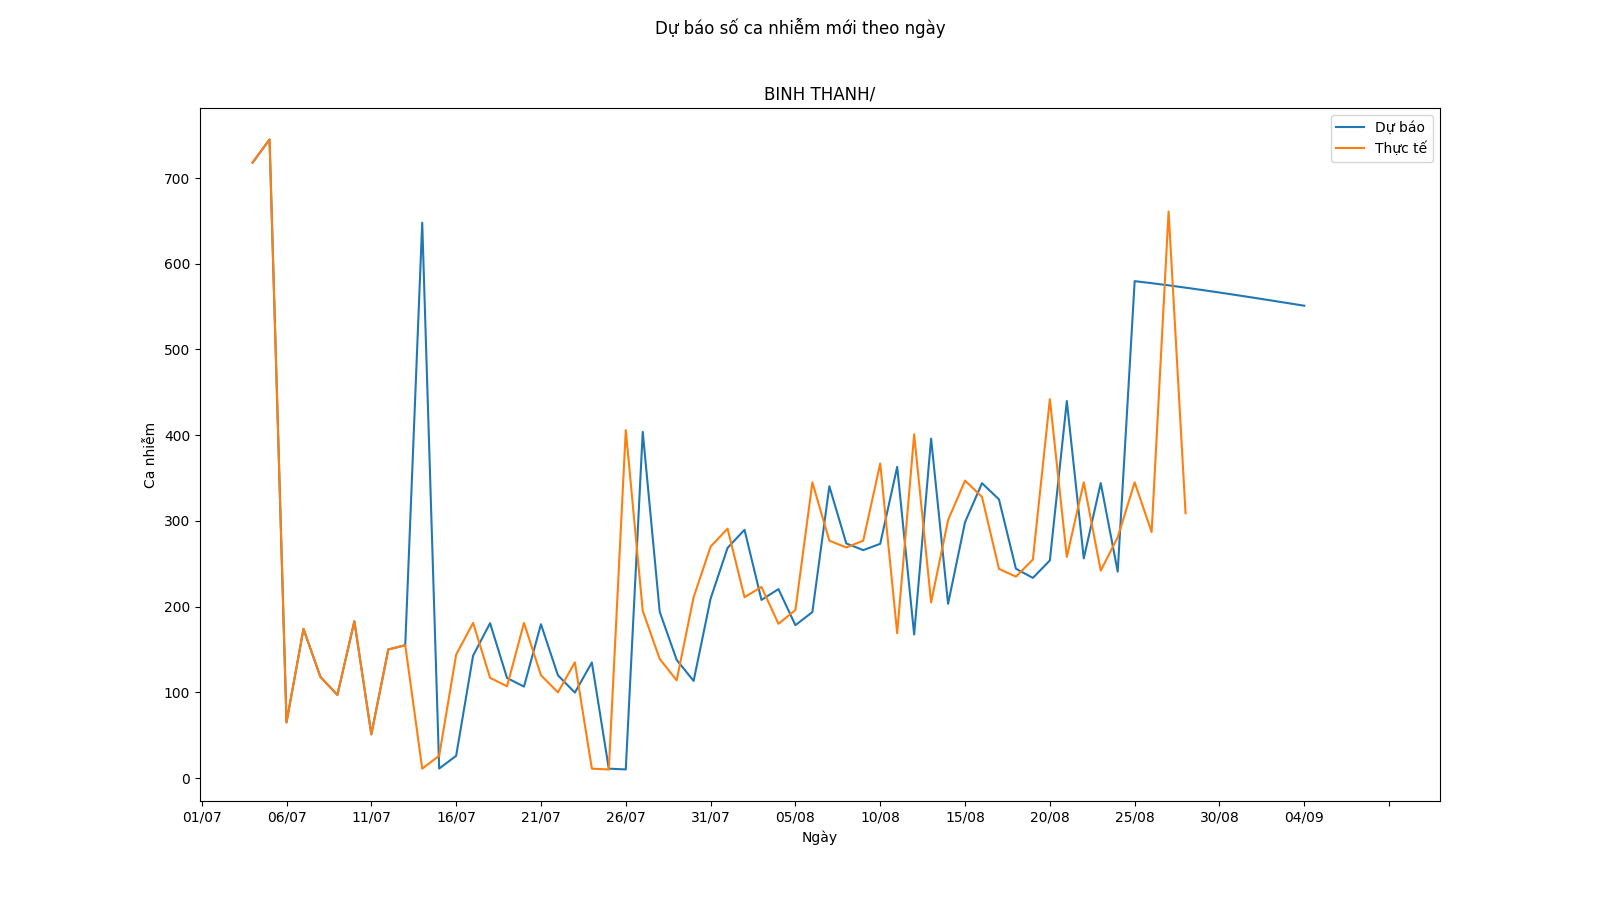 Dự báo số ca nhiễm mới theo ngày
BINH THANH/
Dự báo
Thực tế
700
600
500
400
300
200
100
0
Ca nhiễm
01/07 06/07 11/07 16/07 21/07 26/07 31/07 05/08 10/08 15/08 20/08 25/08 30/08 04/09
Ngày